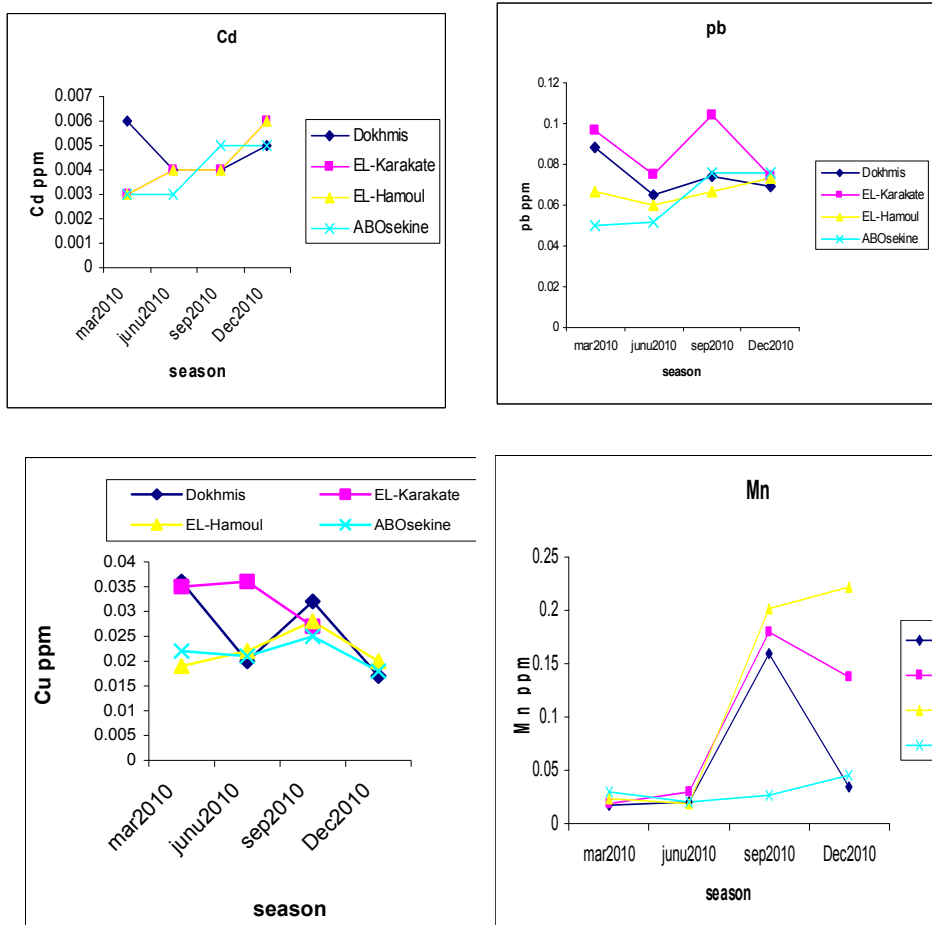 Cd
0.007
0.006
0.005
0.004
0.003
0.002
0.001
0
Cd ppm
mar2010
junu2010
sep2010
Dec2010
season
Dokhmis
EL-Karakate
EL-Hamoul
ABOsekine
pb
0.12
0.1
0.08
0.06
0.04
0.02
0
pb ppm
mar2010 junu2010 sep2010 Dec2010
season
Dokhmis
EL-Karakate
EL-Hamoul
ABOsekine
Dokhmis EL-Karakate
EL-Hamoul ABOsekine
0.04
0.035
0.03
0.025
0.02
0.015
0.01
0.005
0
Cu ppm
mar2010
junu2010
sep2010
Dec2010
season
Mn
0.25
0.2
0.15
0.1
0.05
0
Mn ppm
mar2010 junu2010 sep2010 Dec2010
season